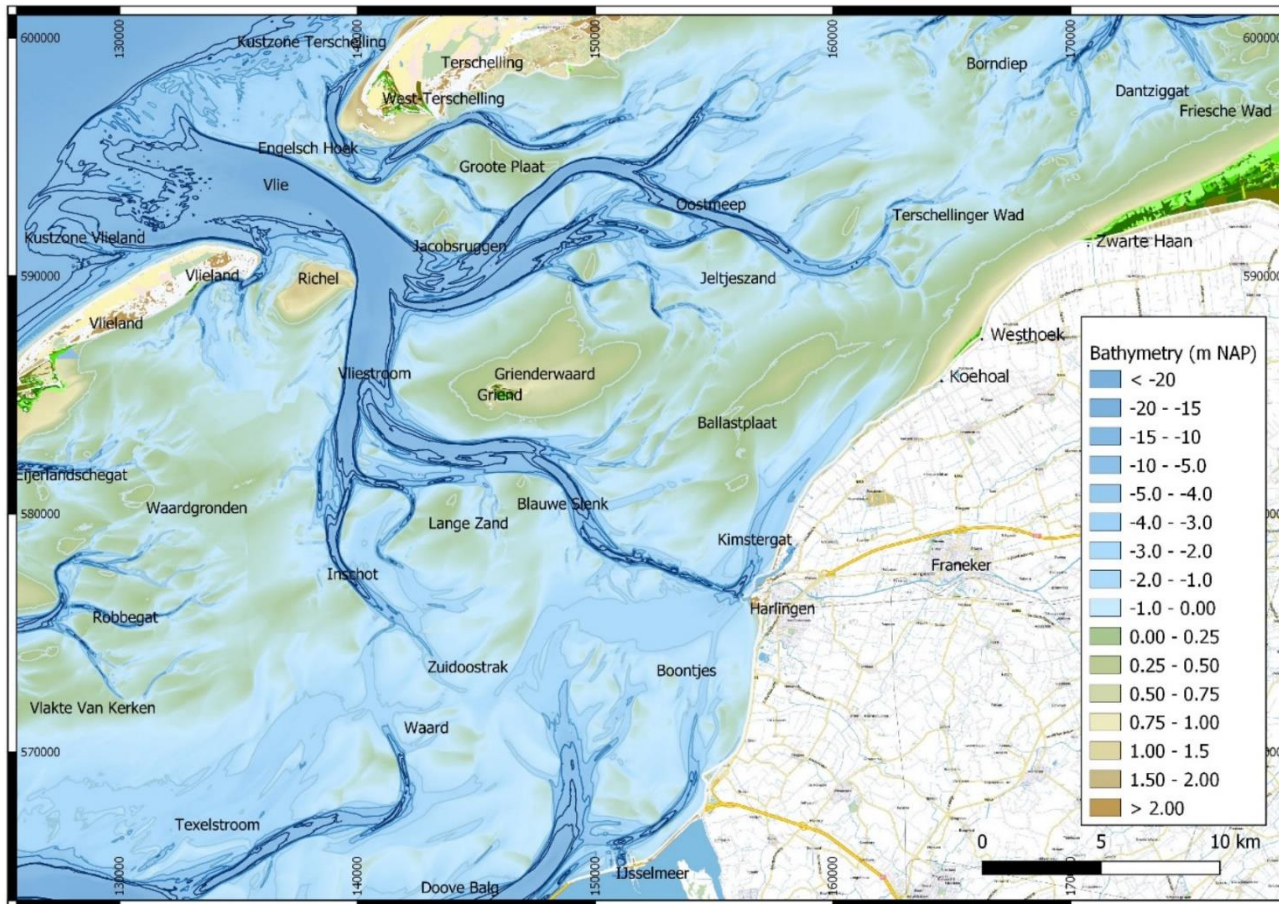 130000
140000
150000
160000
170000
600000
600000
Kustzone Terschelling
Terschelling
Borndiep
Dantziggat
West-Terschelling
Friesche Wad
Engelsch Hoek
Groote Plaat
Vlie
Oostmeep
Terschellinger Wad
Kustzone Vlieland
Jacobsruggen
Zwarte Haan
590000
Vlieland
Richel
Jeltjeszand
590000
Vlieland
Westhoek
Vliestroom
Grienderwaard
Koehoal
Griend
Ballastplaat
Bathymetry (m NAP)
< -20
-20 - -15
-15 - -10
-10 - -5.0
-5.0 - -4.0
-4.0 - -3.0
-3.0 - -2.0
-2.0 - -1.0
-1.0 - 0.00
0.00 - 0.25
0.25 - 0.50
0.50 - 0.75
0.75 - 1.00
1.00 - 1.5
1.50 - 2.00
> 2.00
Eijerlandschegat
Waardgronden
Blauwe Slenk
580000
Lange Zand
Kimstergat
Franeker
Inschot
Harlingen
Robbegat
Zuidoostrak
Boontjes
Vlakte Van Kerken
Waard
570000
Texelstroom
0 5 10 km
Doove Balg
IJsselmeer
130000
140000
150000
160000